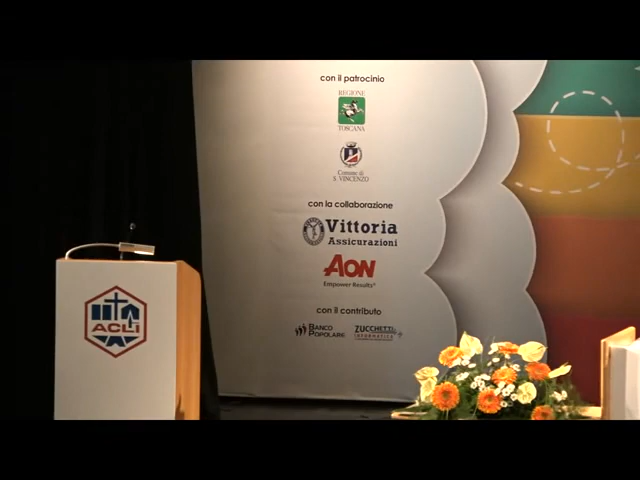 con il patrocinio
REGIONE
TOSCANA
Comune di
S. VINCENZO
con la collaborazione
Vittoria
Assicurazioni
AON
Empower Results®
con il contributo
BANCO
POPOLARE
ZUCCHETTI
INFORMATICA
ACLI